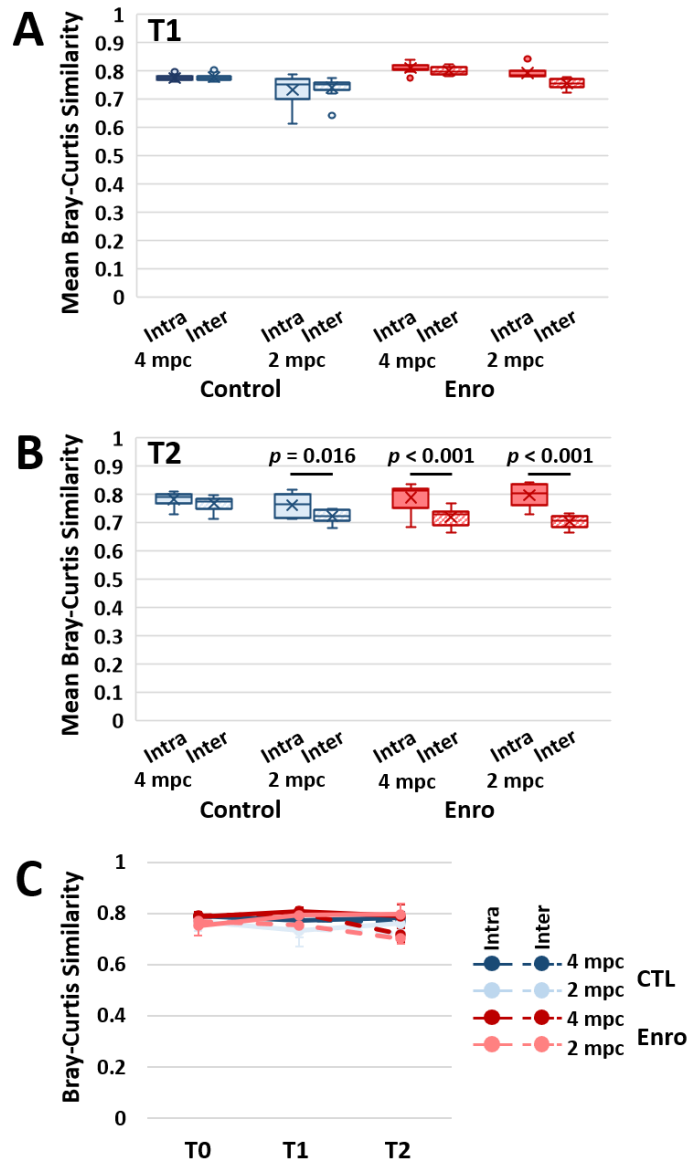 A
T1
Mean Bray-Curtis Similarity
1
0.9
0.8
0.7
0.6
0.5
0.4
0.3
0.2
0.1
0
Intra Inter Intra Inter Intra Inter Intra Inter
4 mpc 2 mpc 4 mpc 2 mpc
Control Enro
B
T2
Mean Bray-Curtis Similarity
p = 0.016 p < 0.001 p < 0.001
1
0.9
0.8
0.7
0.6
0.5
0.4
0.3
0.2
0.1
0
Intra Inter Intra Inter Intra Inter Intra Inter
4 mpc 2 mpc 4 mpc 2 mpc
Control Enro
C
Bray-Curtis Similarity
1
0.8
0.6
0.4
0.2
0
T0 T1 T2
Intra Inter
4 mpc
2 mpc
CTL
4 mpc
2 mpc
Enro